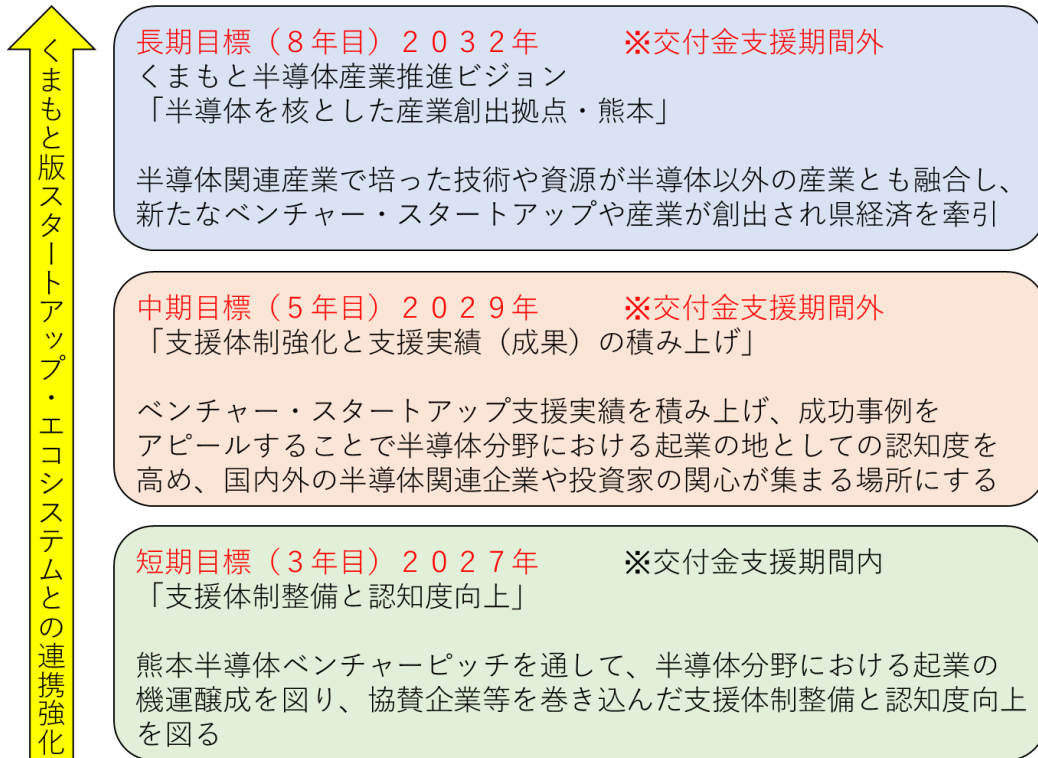 くまもと版スタートアップ・エコシステムとの連携強化
長期目標（８年目）２０３２年　　　※交付金支援期間外
くまもと半導体産業推進ビジョン
「半導体を核とした産業創出拠点・熊本」
半導体関連産業で培った技術や資源が半導体以外の産業とも融合し、
新たなベンチャー・スタートアップや産業が創出され県経済を牽引
中期目標（５年目）２０２９年　　　※交付金支援期間外
「支援体制強化と支援実績（成果）の積み上げ」
ベンチャー・スタートアップ支援実績を積み上げ、成功事例を
アピールすることで半導体分野における起業の地としての認知度を
高め、国内外の半導体関連企業や投資家の関心が集まる場所にする
短期目標（３年目）２０２７年　　　※交付金支援期間内
「支援体制整備と認知度向上」
熊本半導体ベンチャーピッチを通して、半導体分野における起業の
機運醸成を図り、協賛企業等を巻き込んだ支援体制整備と認知度向上
を図る